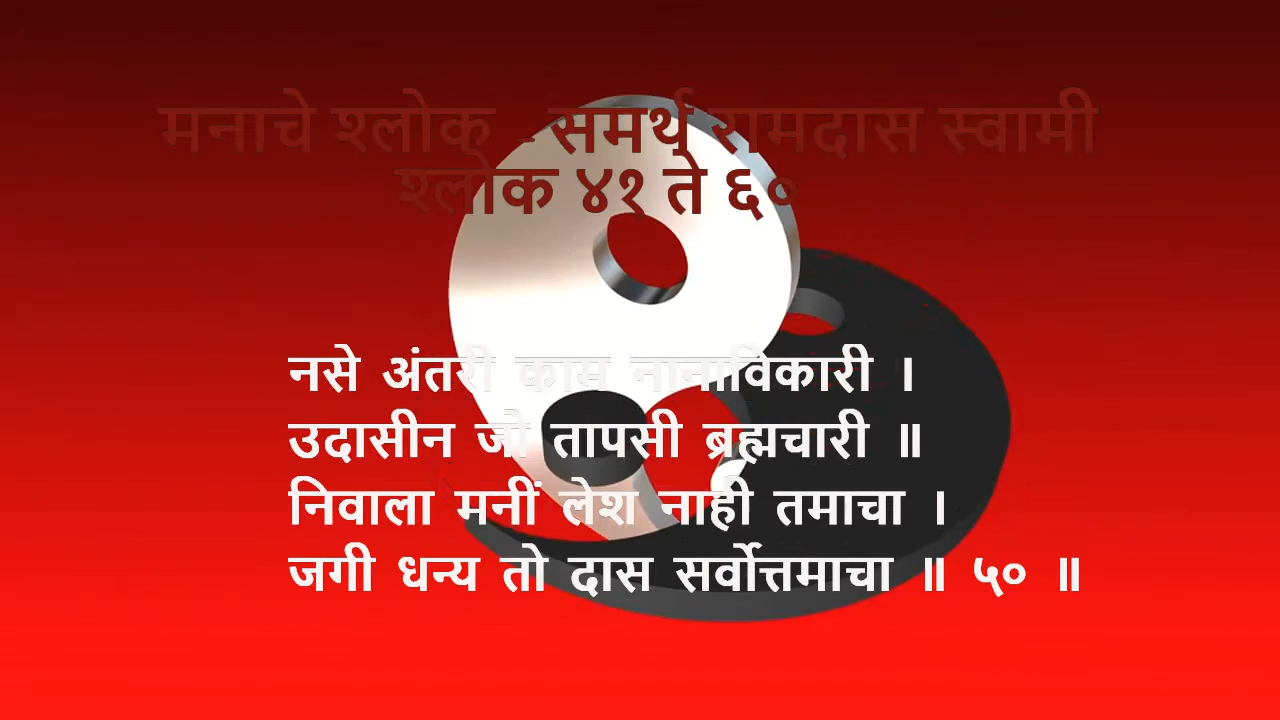 मनाचे श्लोक - समर्थ रामदास स्वामी
श्लोक ४१ ते ६०
नसे अंतरी काम नानाविकारी ।
उदासीन जो तापसी ब्रह्मचारी ॥
निवाला मनीं लेश नाही तमाचा ।
जगी धन्य तो दास सर्वोत्तमाचा ॥ ५० ॥